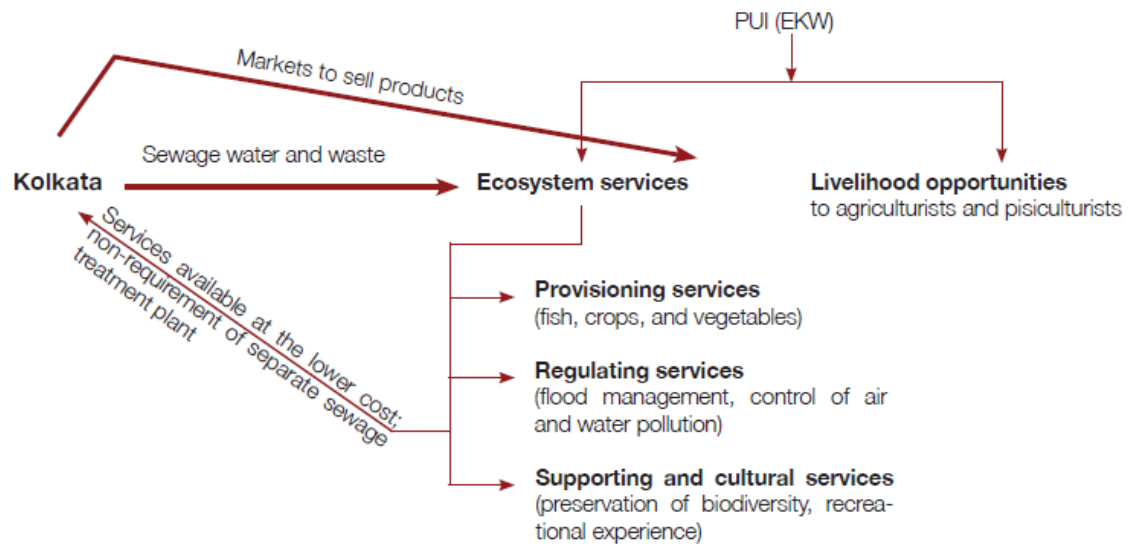 PUI (EKW)
Markets to sell products
Sewage water and waste
Kolkata
Ecosystem services
Livelihood opportunities
to agriculturists and pisiculturists
Services available at the lower cost;
non-requirement of separate sewage
treatment plant
Provisioning services
(fish, crops, and vegetables)
Regulating services
(flood management, control of air
and water pollution)
Supporting and cultural services
(preservation of biodiversity, recrea-
tional experience)